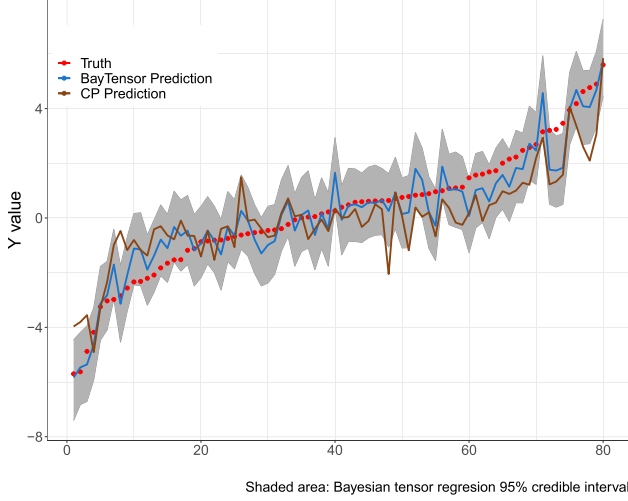 Truth
BayTensor Prediction
CP Prediction
Y value
4
0
−4
−8
0
20
40
60
80
Shaded area: Bayesian tensor regresion 95% credible interval